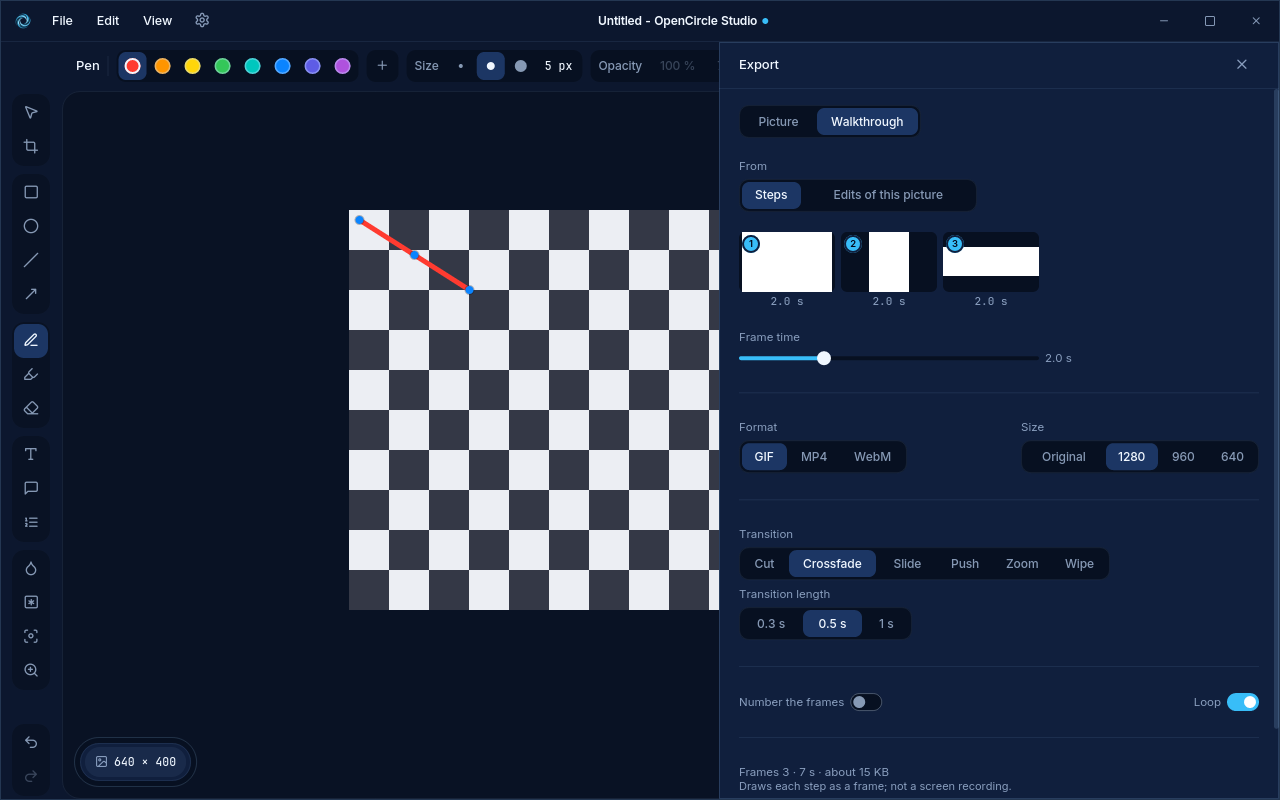 File Edit View
Untitled - OpenCircle Studio
Pen
Size
5 px
Opacity
100 %
Export
Picture
Walkthrough
From
Steps
Edits of this picture
1
2
3
2.0 s
2.0 s
2.0 s
Frame time
2.0 s
Format
Size
GIF
MP4
WebM
Original
1280
960
640
Transition
Cut
Crossfade
Slide
Push
Zoom
Wipe
Transition length
0.3 s
0.5 s
1 s
Number the frames
Loop
640 × 400
Frames 3 · 7 s · about 15 KB
Draws each step as a frame; not a screen recording.